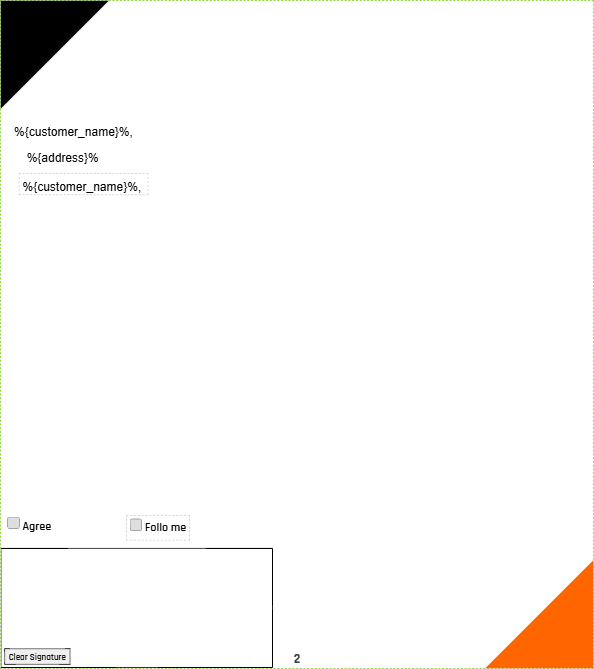 %{customer_name}%,
%{address}%
%{customer_name}%,
Agree
Follo me
Clear Signature
2